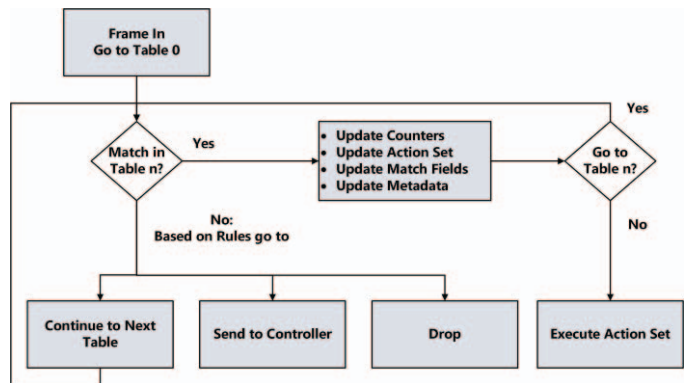 Frame In
Go to Table 0
Yes
Match in
Table n?
Yes
• Update Counters
• Update Action Set
• Update Match Fields
• Update Metadata
Go to
Table n?
No:
Based on Rules go to
No
Continue to Next
Table
Send to Controller
Drop
Execute Action Set